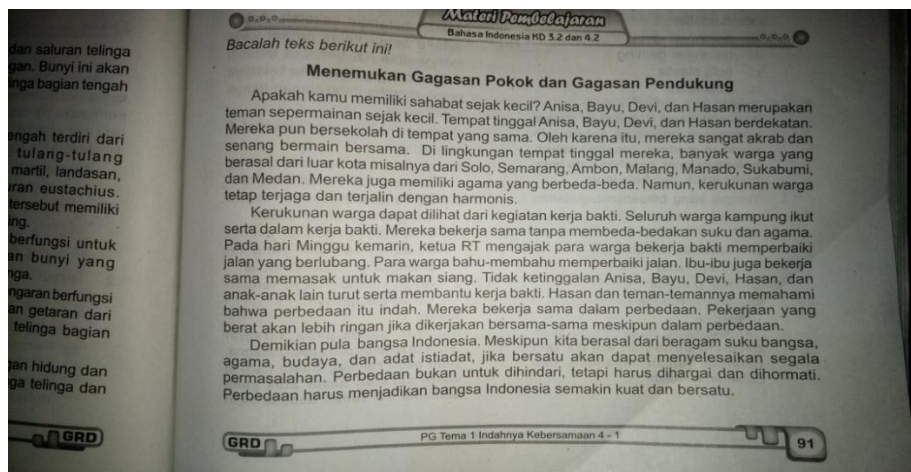 dan saluran telinga
gan. Bunyi ini akan
nga bagian tengah
engah terdiri dari
tulang-tulang
martil, landasan,
uran eustachius.
tersebut memiliki
ng.
berfungsi untuk
an bunyi yang
nga.
ngaran berfungsi
an getaran dari
telinga bagian
gan hidung dan
ga telinga dan
GRD
Materi Pembelajaran
Bahasa Indonesia KD 3.2 dan 4.2
Bacalah teks berikut ini!
Menemukan Gagasan Pokok dan Gagasan Pendukung
Apakah kamu memiliki sahabat sejak kecil? Anisa, Bayu, Devi, dan Hasan merupakan
teman sepermainan sejak kecil. Tempat tinggal Anisa, Bayu, Devi, dan Hasan berdekatan.
Mereka pun bersekolah di tempat yang sama. Oleh karena itu, mereka sangat akrab dan
senang bermain bersama. Di lingkungan tempat tinggal mereka, banyak warga yang
berasal dari luar kota misalnya dari Solo, Semarang, Ambon, Malang, Manado, Sukabumi,
dan Medan. Mereka juga memiliki agama yang berbeda-beda. Namun, kerukunan warga
tetap terjaga dan terjalin dengan harmonis.
Kerukunan warga dapat dilihat dari kegiatan kerja bakti. Seluruh warga kampung ikut
serta dalam kerja bakti. Mereka bekerja sama tanpa membeda-bedakan suku dan agama.
Pada hari Minggu kemarin, ketua RT mengajak para warga bekerja bakti memperbaiki
jalan yang berlubang. Para warga bahu-membahu memperbaiki jalan. Ibu-ibu juga bekerja
sama memasak untuk makan siang. Tidak ketinggalan Anisa, Bayu, Devi, Hasan, dan
anak-anak lain turut serta membantu kerja bakti. Hasan dan teman-temannya memahami
bahwa perbedaan itu indah. Mereka bekerja sama dalam perbedaan. Pekerjaan yang
berat akan lebih ringan jika dikerjakan bersama-sama meskipun dalam perbedaan.
Demikian pula bangsa Indonesia. Meskipun kita berasal dari beragam suku bangsa,
agama, budaya, dan adat istiadat, jika bersatu akan dapat menyelesaikan segala
permasalahan. Perbedaan bukan untuk dihindari, tetapi harus dihargai dan dihormati.
Perbedaan harus menjadikan bangsa Indonesia semakin kuat dan bersatu.
GRD
PG Tema 1 Indahnya Kebersamaan 4 - 1
91